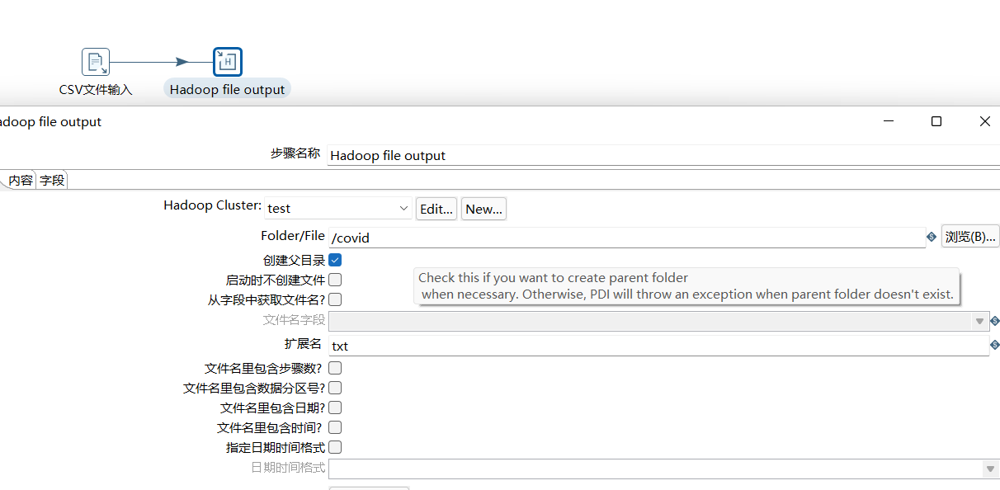 CSV文件输入
Hadoop file output
adoop file output
步骤名称 Hadoop file output
内容 字段
Hadoop Cluster: test Edit... New...
Folder/File /covid 浏览(B)...
创建父目录
启动时不创建文件
Check this if you want to create parent folder
when necessary. Otherwise, PDI will throw an exception when parent folder doesn't exist.
从字段中获取文件名?
文件名字段
扩展名 txt
文件名里包含步骤数?
文件名里包含数据分区号?
文件名里包含日期?
文件名里包含时间?
指定日期时间格式
日期时间格式